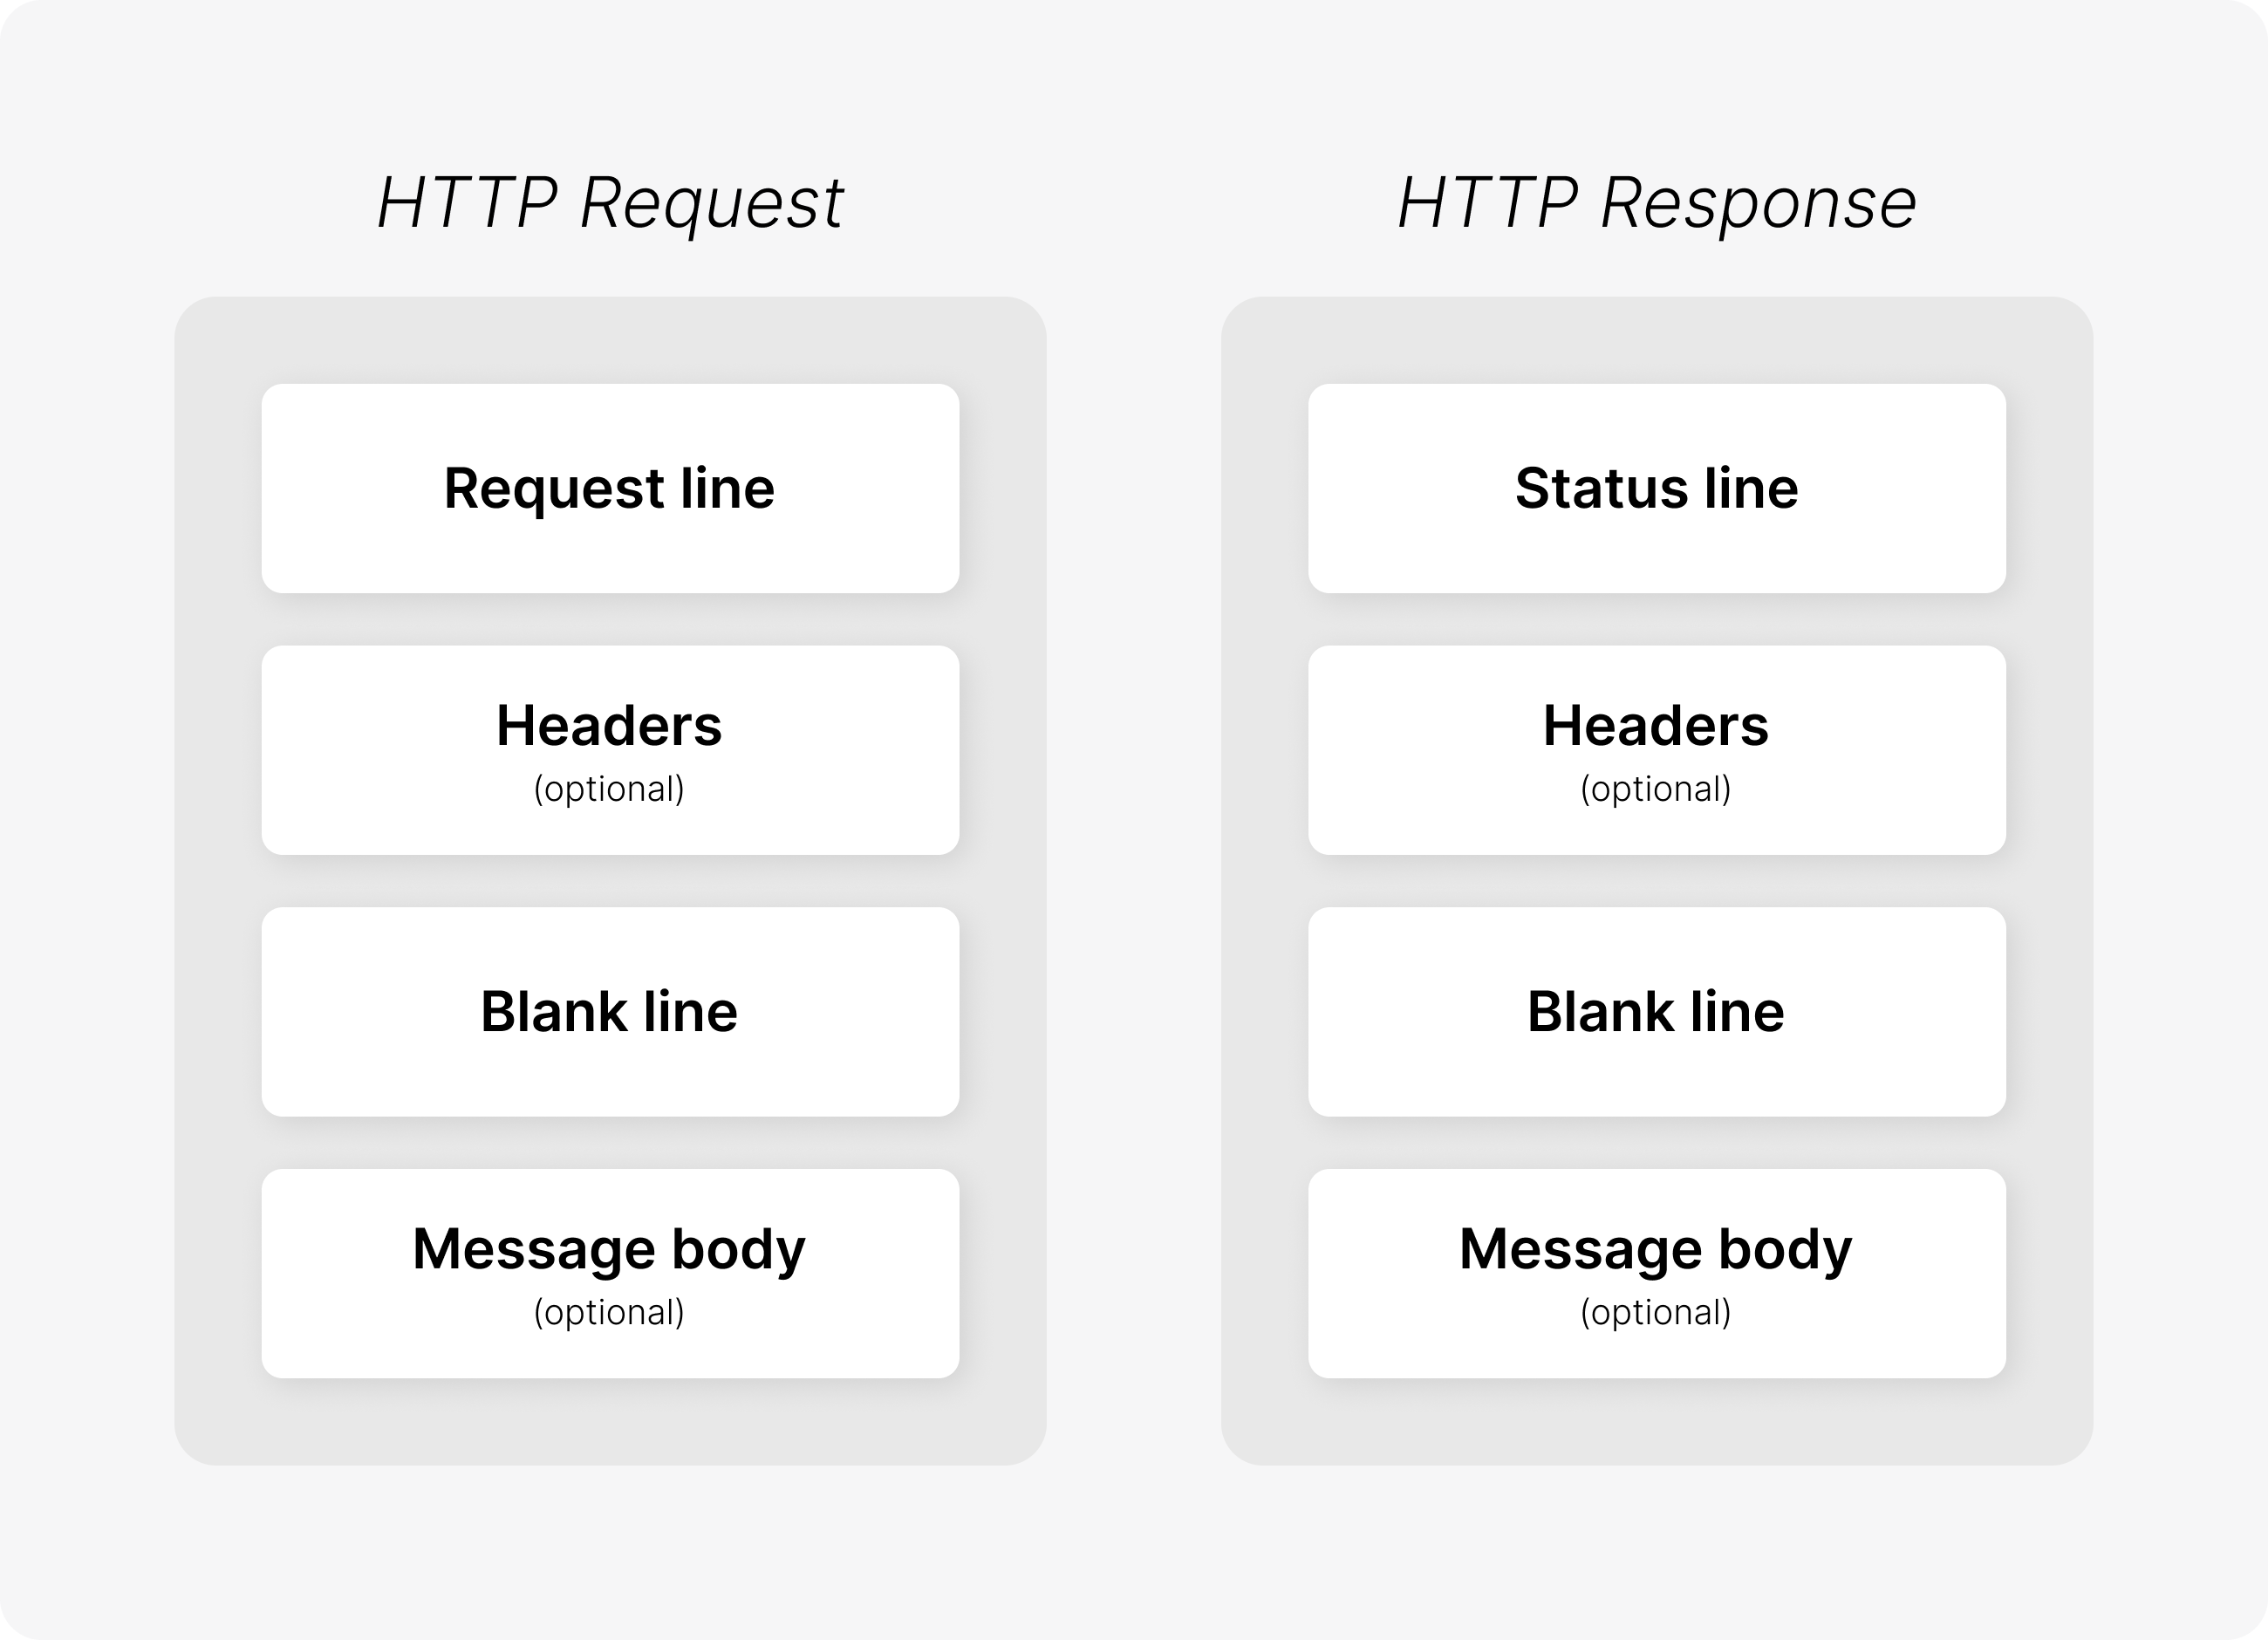 HTTP Request
Request line
Headers
(optional)
Blank line
Message body
(optional)
HTTP Response
Status line
Headers
(optional)
Blank line
Message body
(optional)